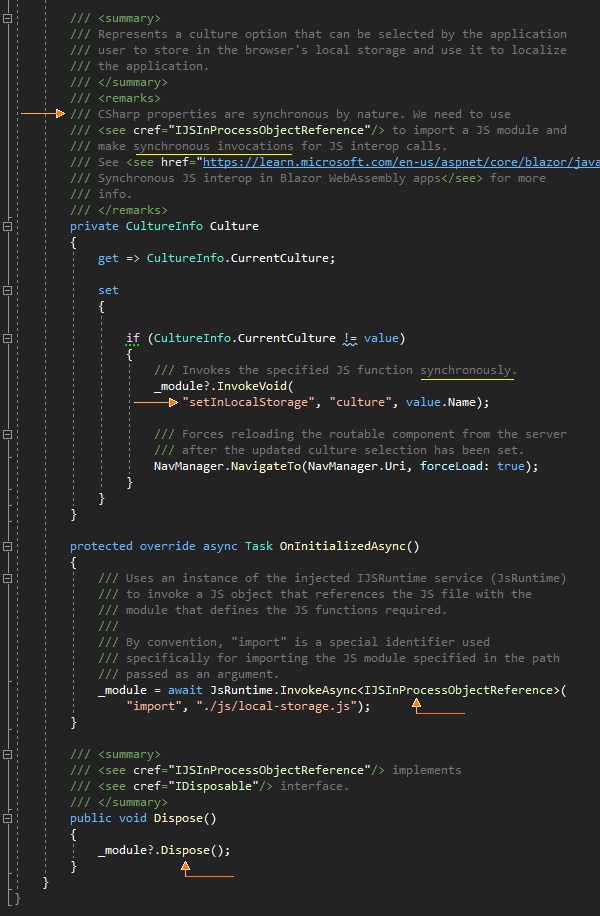 /// <summary>
/// Represents a culture option that can be selected by the application
/// user to store in the browser's local storage and use it to localize
/// the application.
/// </summary>
/// <remarks>
/// CSharp properties are synchronous by nature. We need to use
/// <see cref="IJSInProcessObjectReference"/> to import a JS module and
/// make synchronous invocations for JS interop calls.
/// See <see href="https://learn.microsoft.com/en-us/aspnet/core/blazor/java
/// Synchronous JS interop in Blazor WebAssembly apps</see> for more
/// info.
/// </remarks>
private CultureInfo Culture
{
get => CultureInfo.CurrentCulture;
set
{
if (CultureInfo.CurrentCulture != value)
{
/// Invokes the specified JS function synchronously.
_module?.InvokeVoid(
"setInLocalStorage", "culture", value.Name);
/// Forces reloading the routable component from the server
/// after the updated culture selection has been set.
NavManager.NavigateTo(NavManager.Uri, forceLoad: true);
}
}
}
protected override async Task OnInitializedAsync()
{
/// Uses an instance of the injected IJSRuntime service (JsRuntime)
/// to invoke a JS object that references the JS file with the
/// module that defines the JS functions required.
///
/// By convention, "import" is a special identifier used
/// specifically for importing the JS module specified in the path
/// passed as an argument.
_module = await JsRuntime.InvokeAsync<IJSInProcessObjectReference>(
"import", "./js/local-storage.js");
}
/// <summary>
/// <see cref="IJSInProcessObjectReference"/> implements
/// <see cref="IDisposable"/> interface.
/// </summary>
public void Dispose()
{
_module?.Dispose();
}
}
}